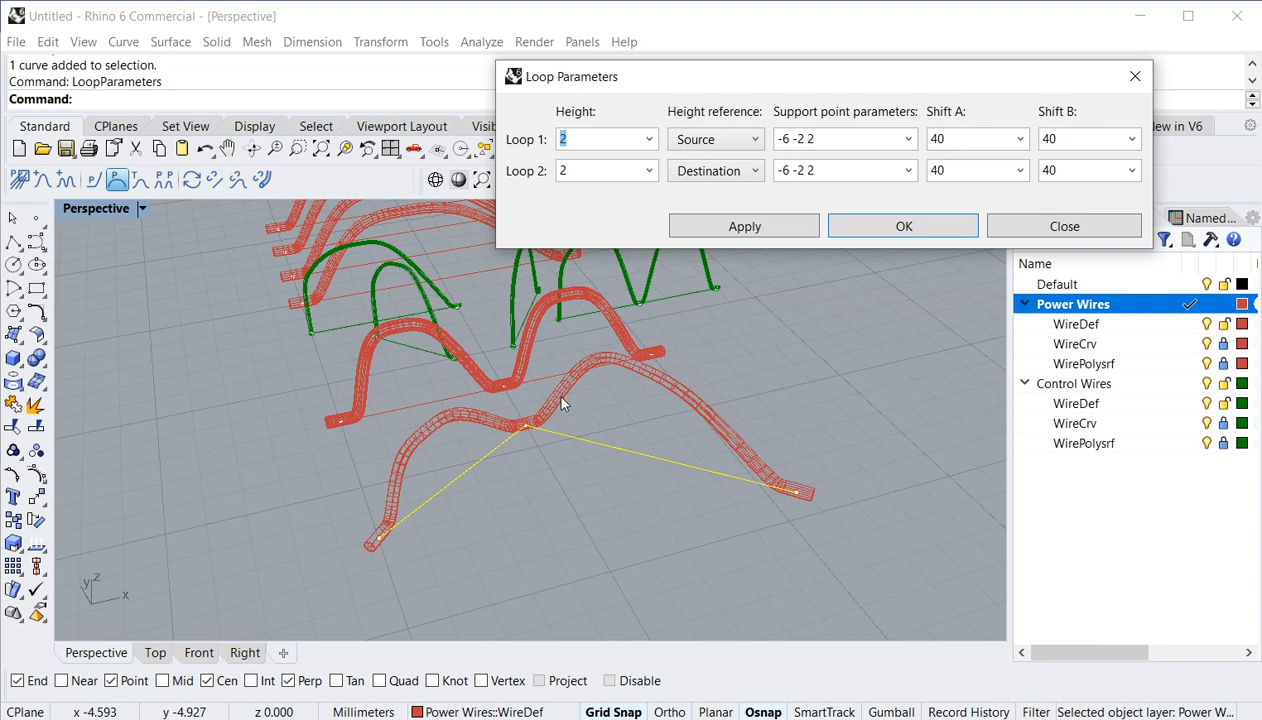 Untitled - Rhino 6 Commercial - [Perspective]
File Edit View Curve Surface Solid Mesh Dimension Transform Tools Analyze Render Panels Help
1 curve added to selection.
Command: LoopParameters
Command:
Loop Parameters
Height: Height reference: Support point parameters: Shift A: Shift B:
Loop 1: 2 Source -6 -2 2 40 40
Loop 2: 2 Destination -6 -2 2 40 40
Apply OK Close
Standard CPlanes Set View Display Select Viewport Layout Visib ew in V6
Perspective
Named...
Name
Default
Power Wires
WireDef
WireCrv
WirePolysrf
Control Wires
WireDef
WireCrv
WirePolysrf
z
y
x
Perspective Top Front Right
End Near Point Mid Cen Int Perp Tan Quad Knot Vertex Project Disable
CPlane x -4.593 y -4.927 z 0.000 Millimeters Power Wires::WireDef Grid Snap Ortho Planar Osnap SmartTrack Gumball Record History Filter Selected object layer: Power W...